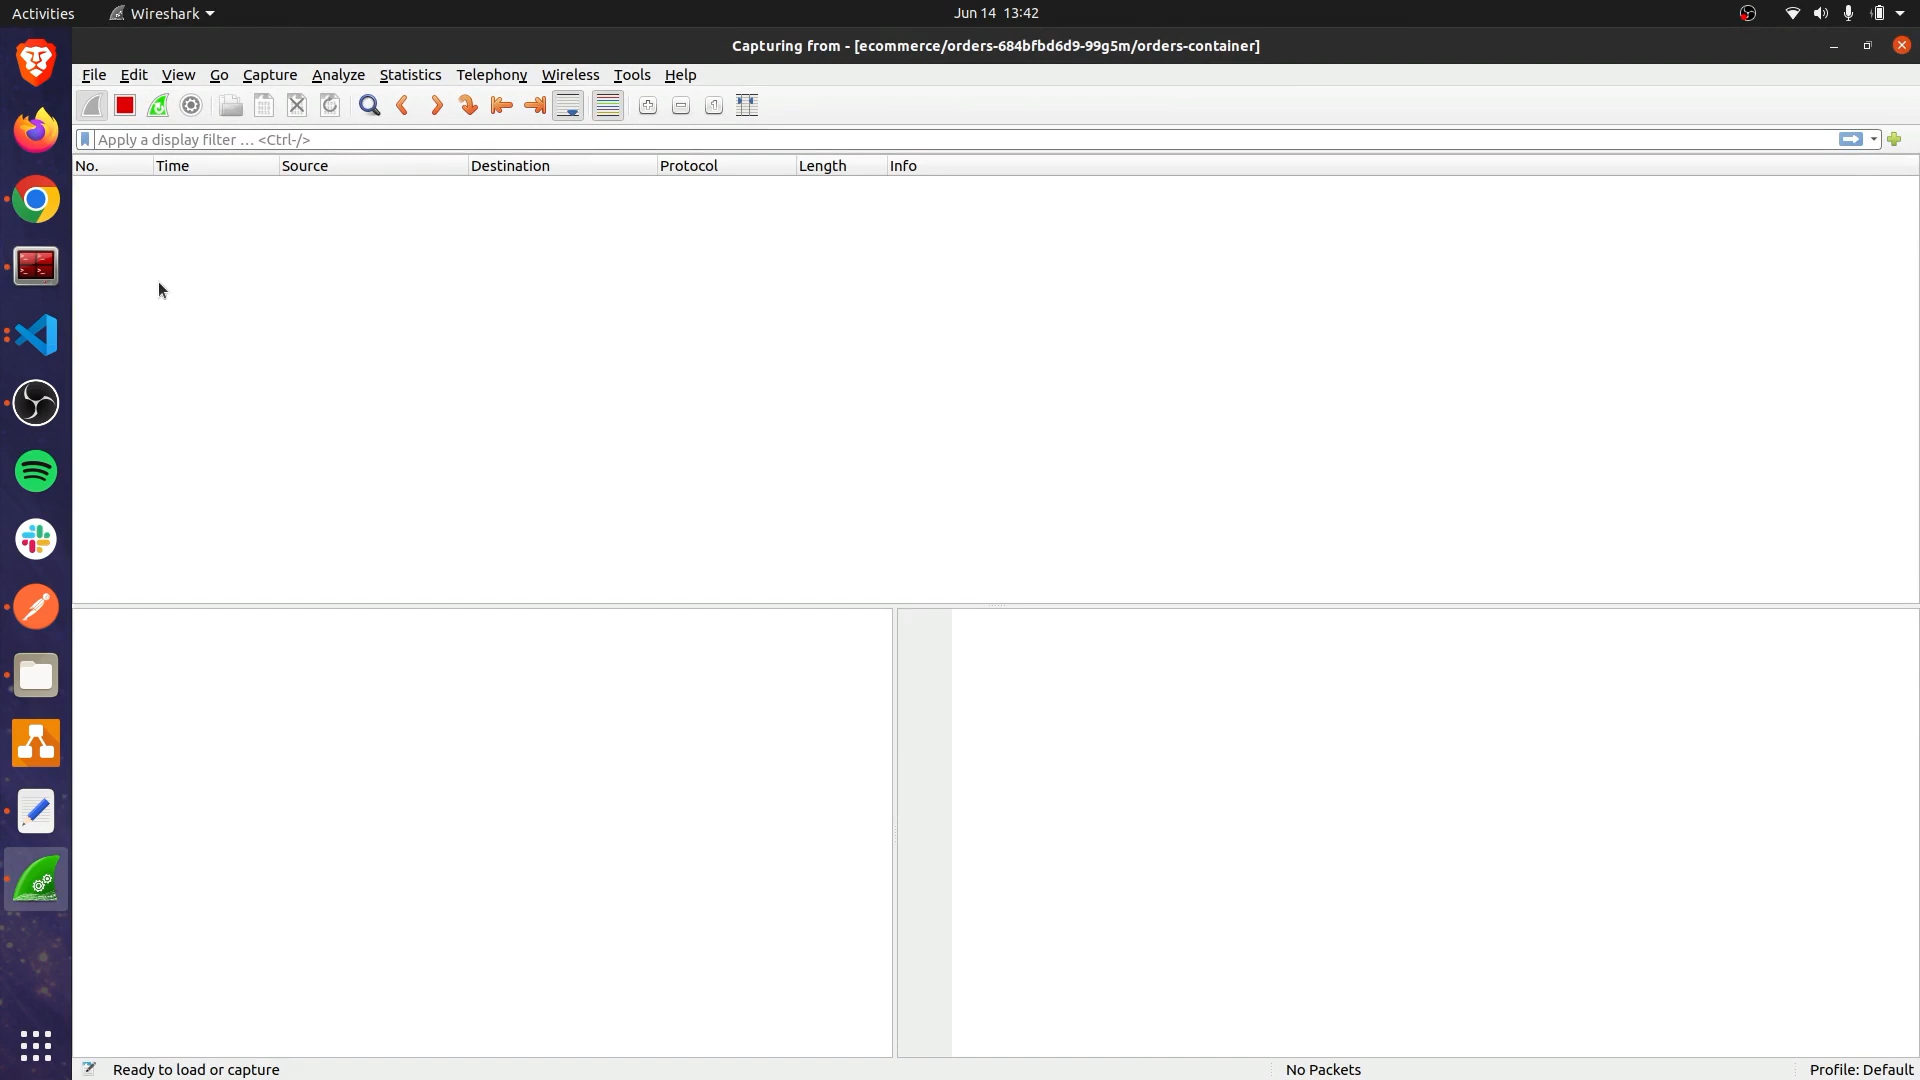 Activities Wireshark Jun 14 13:42
Capturing from - [ecommerce/orders-684bfbd6d9-99g5m/orders-container]
File Edit View Go Capture Analyze Statistics Telephony Wireless Tools Help
Apply a display filter … <Ctrl-/>
No. Time Source Destination Protocol Length Info
Ready to load or capture No Packets Profile: Default